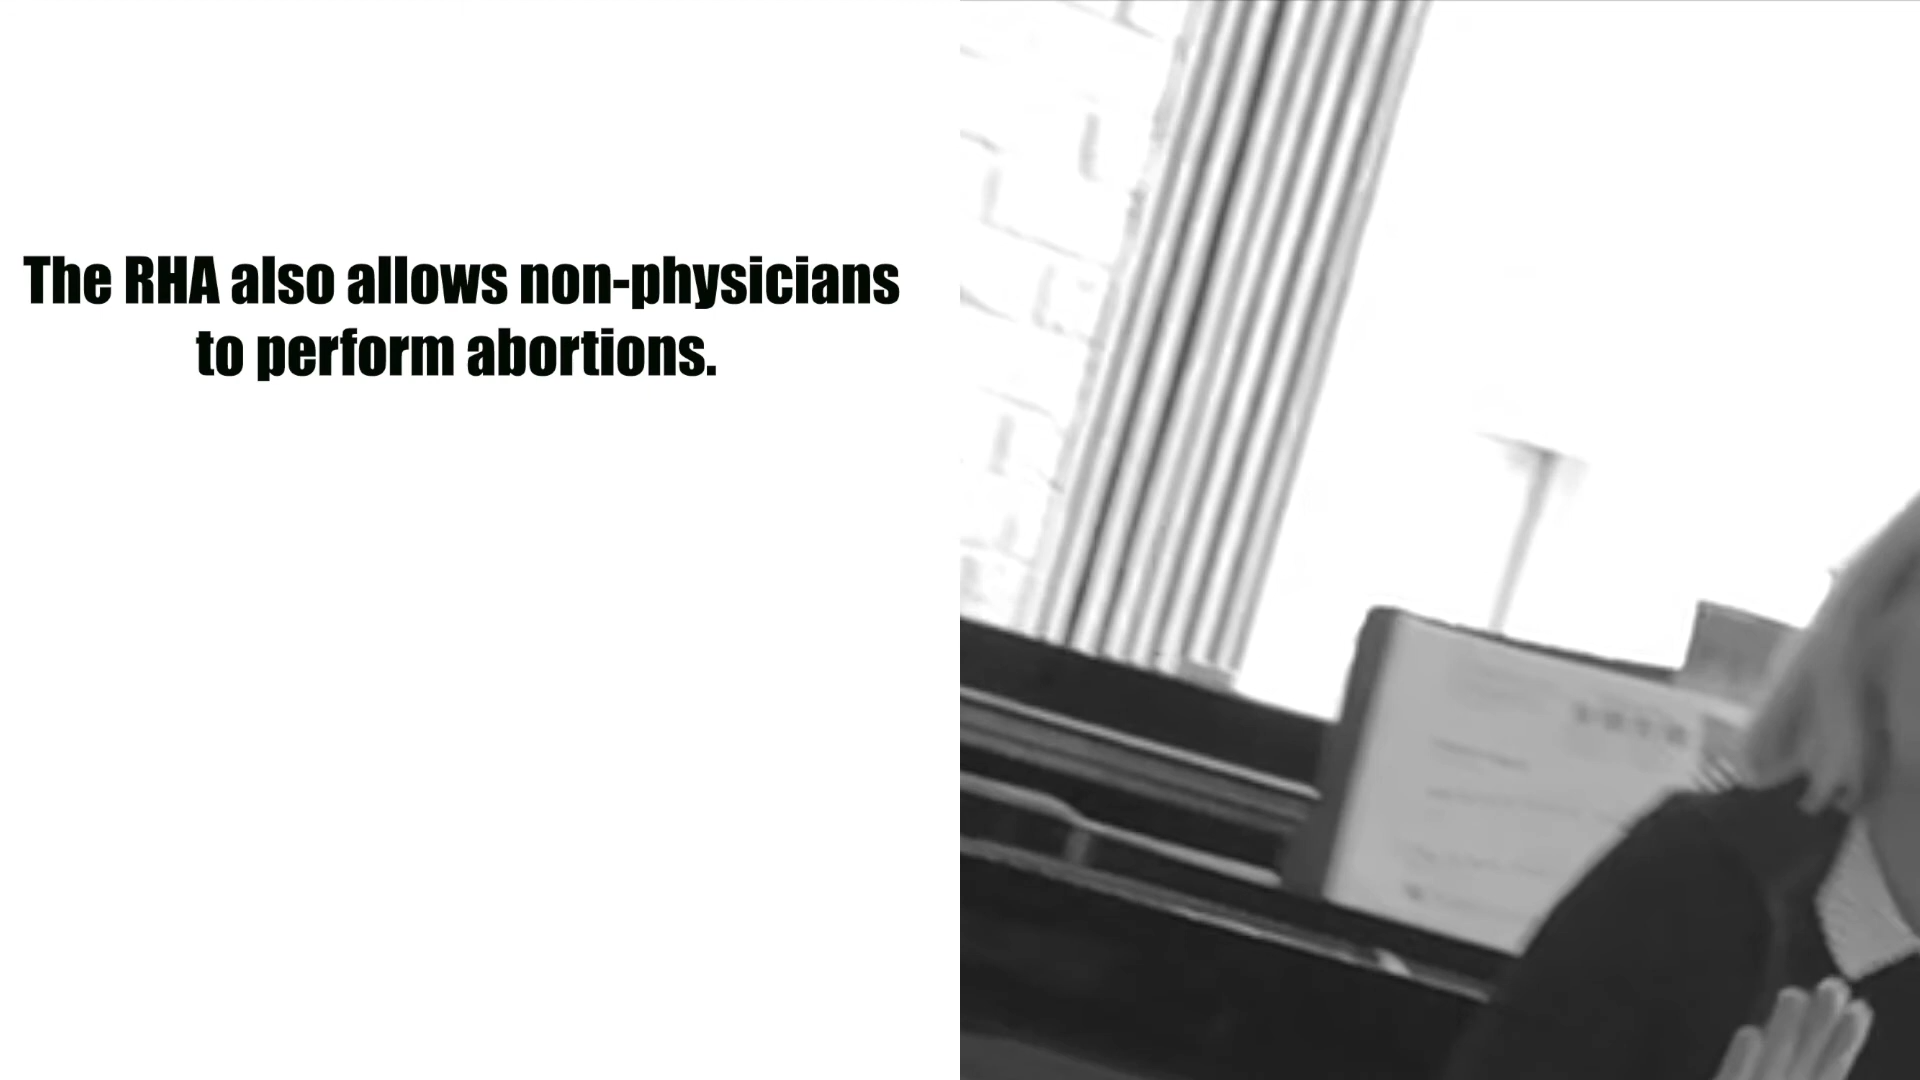 The RHA also allows non-physicians
to perform abortions.